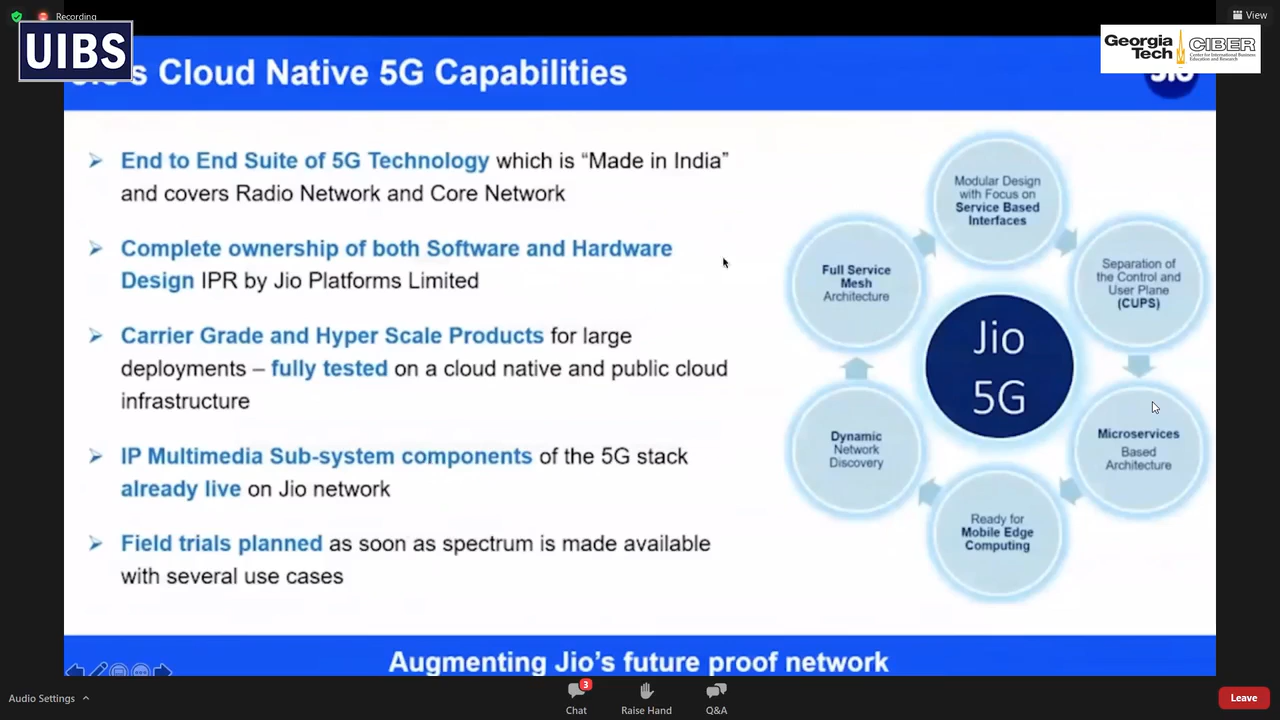 Recording
View
UIBS
Georgia
Tech
CIBER
Center for International Business
Education and Research
Cloud Native 5G Capabilities
➢ End to End Suite of 5G Technology which is “Made in India”
and covers Radio Network and Core Network
➢ Complete ownership of both Software and Hardware
Design IPR by Jio Platforms Limited
➢ Carrier Grade and Hyper Scale Products for large
deployments – fully tested on a cloud native and public cloud
infrastructure
➢ IP Multimedia Sub-system components of the 5G stack
already live on Jio network
➢ Field trials planned as soon as spectrum is made available
with several use cases
Modular Design
with Focus on
Service Based
Interfaces
Separation of
the Control and
User Plane
(CUPS)
Microservices
Based
Architecture
Ready for
Mobile Edge
Computing
Dynamic
Network
Discovery
Full Service
Mesh
Architecture
Jio
5G
Augmenting Jio’s future proof network
Audio Settings
3
Chat
Raise Hand
Q&A
Leave